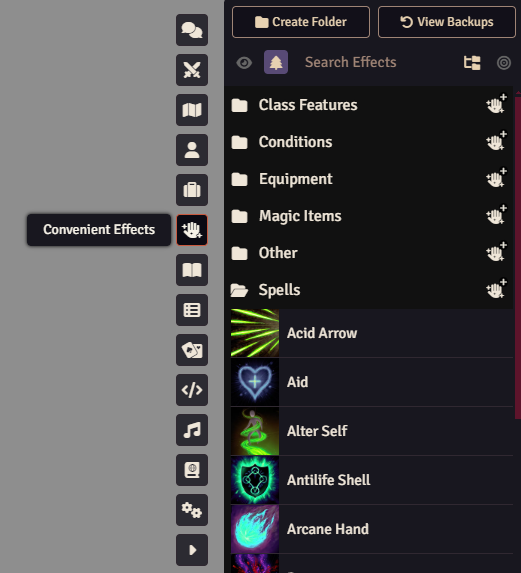 Create Folder
View Backups
Search Effects
Class Features
Conditions
Equipment
Magic Items
Convenient Effects
Other
Spells
Acid Arrow
Aid
Alter Self
Antilife Shell
Arcane Hand